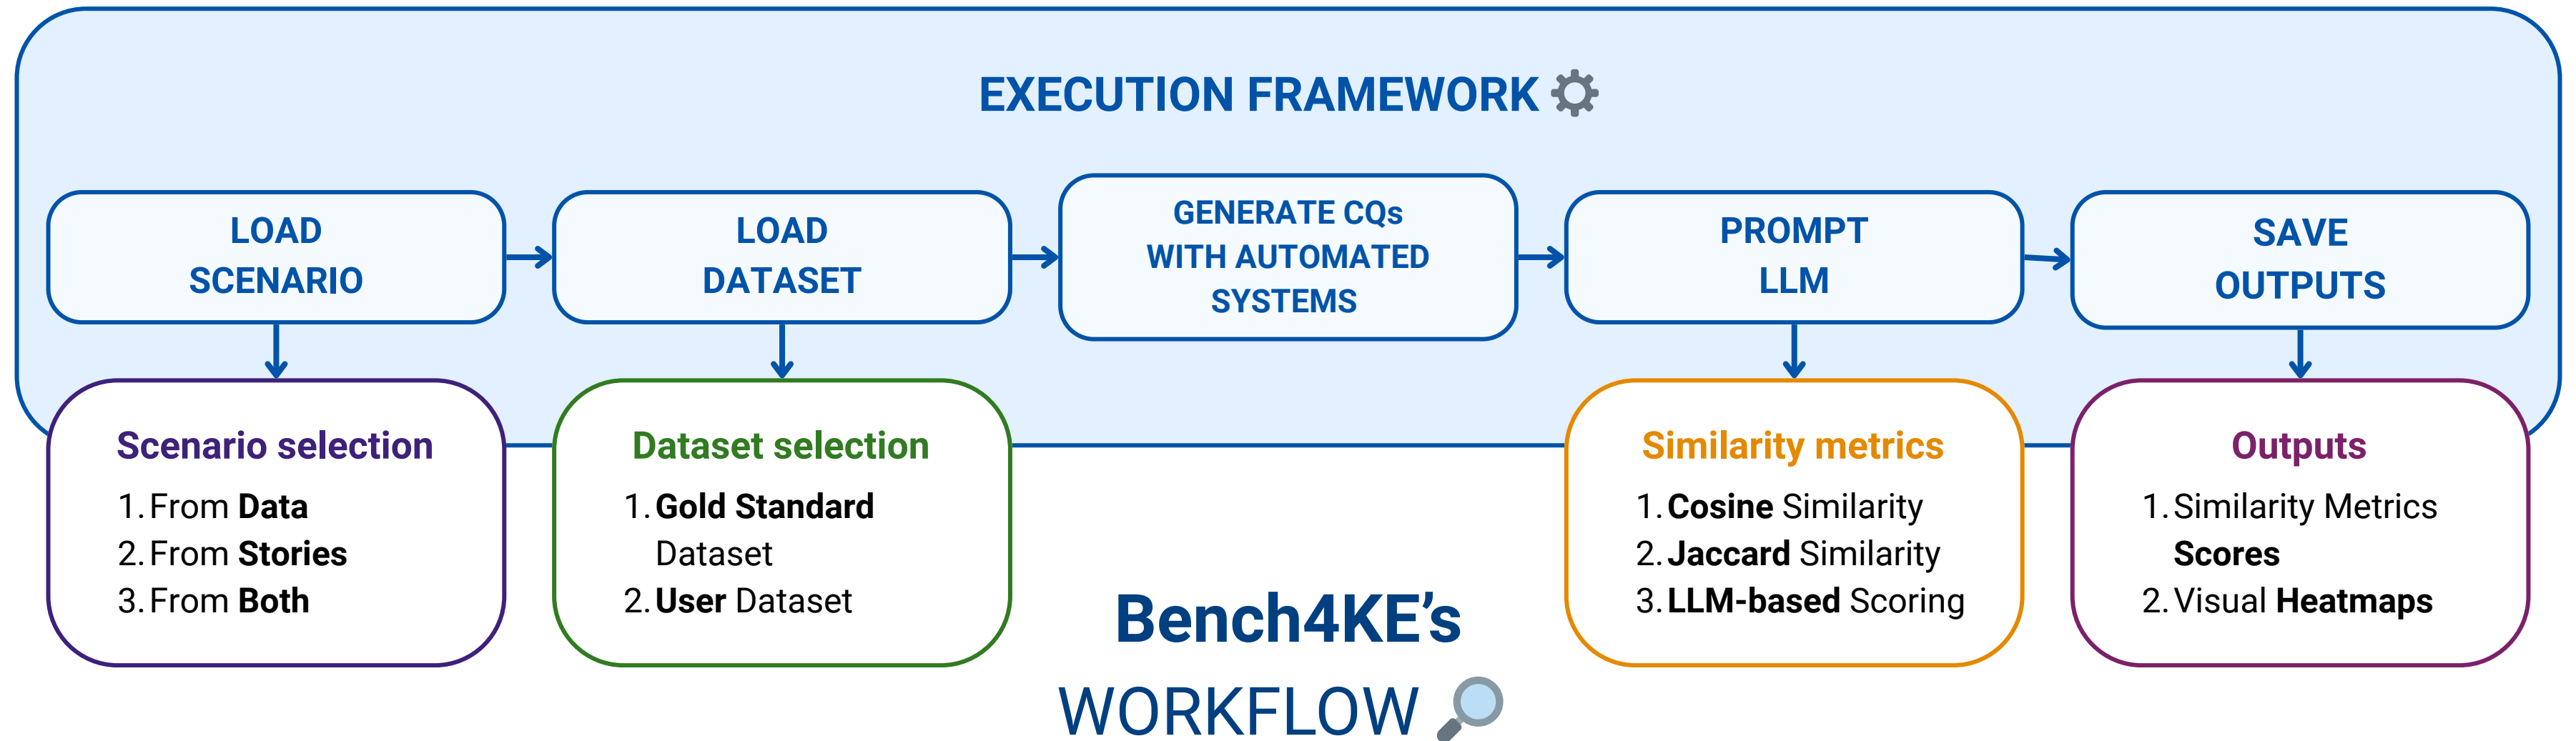 EXECUTION FRAMEWORK
LOAD
SCENARIO
LOAD
DATASET
GENERATE CQs
WITH AUTOMATED
SYSTEMS
PROMPT
LLM
SAVE
OUTPUTS
Scenario selection
1. From Data
2. From Stories
3. From Both
Dataset selection
1. Gold Standard
Dataset
2. User Dataset
Similarity metrics
1. Cosine Similarity
2. Jaccard Similarity
3. LLM-based Scoring
Outputs
1. Similarity Metrics
Scores
2. Visual Heatmaps
Bench4KE’s
WORKFLOW